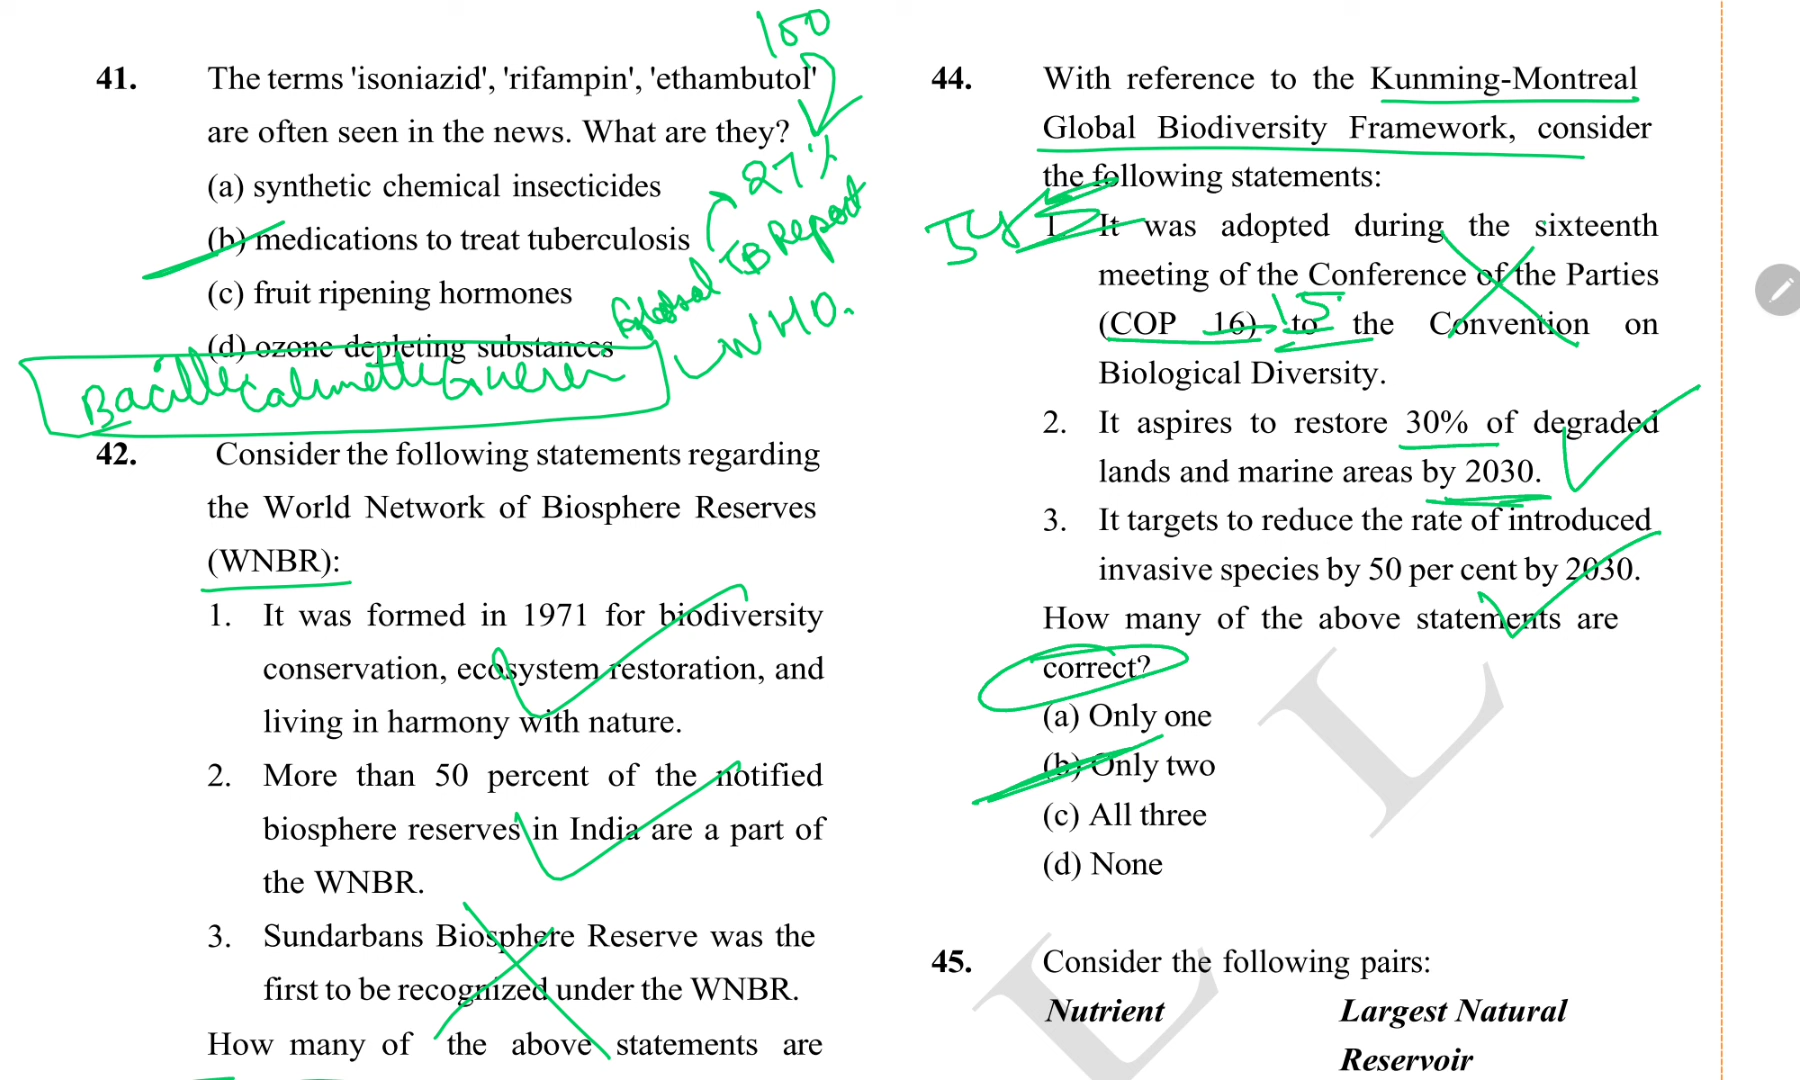 150
41. The terms 'isoniazid', 'rifampin', 'ethambutol'
are often seen in the news. What are they?
27%
(a) synthetic chemical insecticides
(b) medications to treat tuberculosis
Global TB Report
(c) fruit ripening hormones
WHO.
(d) ozone depleting substances
Bacille Calmette Guerin
42. Consider the following statements regarding
the World Network of Biosphere Reserves
(WNBR):
1. It was formed in 1971 for biodiversity
conservation, ecosystem restoration, and
living in harmony with nature.
2. More than 50 percent of the notified
biosphere reserves in India are a part of
the WNBR.
3. Sundarbans Biosphere Reserve was the
first to be recognized under the WNBR.
How many of the above statements are
44. With reference to the Kunming-Montreal
Global Biodiversity Framework, consider
the following statements:
1. It was adopted during the sixteenth
meeting of the Conference of the Parties
15
(COP 16) to the Convention on
Biological Diversity.
2. It aspires to restore 30% of degraded
lands and marine areas by 2030.
3. It targets to reduce the rate of introduced
invasive species by 50 per cent by 2030.
How many of the above statements are
correct?
(a) Only one
(b) Only two
(c) All three
(d) None
45. Consider the following pairs:
Nutrient Largest Natural
Reservoir